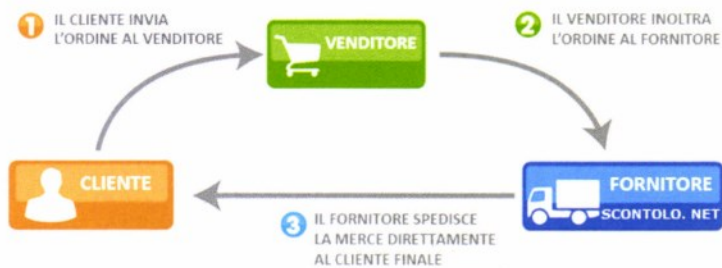 1 IL CLIENTE INVIA
L'ORDINE AL VENDITORE
VENDITORE
2 IL VENDITORE INOLTRA
L'ORDINE AL FORNITORE
CLIENTE
FORNITORE
SCONTOLO. NET
3 IL FORNITORE SPEDISCE
LA MERCE DIRETTAMENTE
AL CLIENTE FINALE